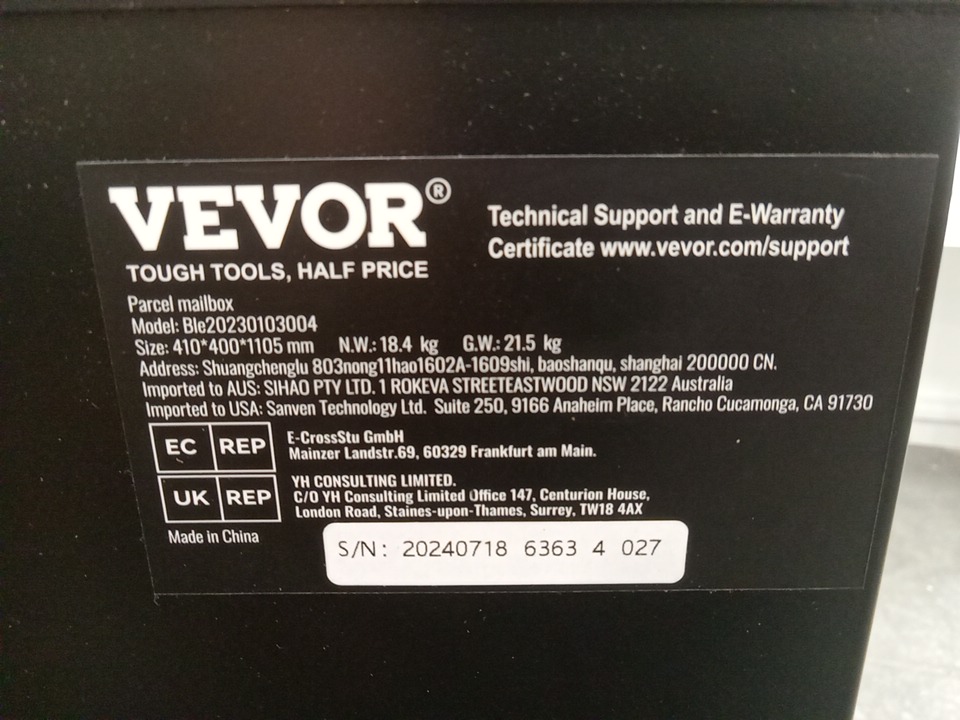 VEVOR®
TOUGH TOOLS, HALF PRICE
Technical Support and E-Warranty
Certificate www.vevor.com/support
Parcel mailbox
Model: Ble20230103004
Size: 410*400*1105 mm N.W.: 18.4 kg G.W.: 21.5 kg
Address: Shuangchenglu 803nong11hao1602A-1609shi, baoshanqu, shanghai 200000 CN.
Imported to AUS: SIHAO PTY LTD. 1 ROKEVA STREETEASTWOOD NSW 2122 Australia
Imported to USA: Sanven Technology Ltd. Suite 250, 9166 Anaheim Place, Rancho Cucamonga, CA 91730
EC REP
E-CrossStu GmbH
Mainzer Landstr.69, 60329 Frankfurt am Main.
UK REP
YH CONSULTING LIMITED.
C/O YH Consulting Limited Office 147, Centurion House,
London Road, Staines-upon-Thames, Surrey, TW18 4AX
Made in China
S/N: 20240718 6363 4 027